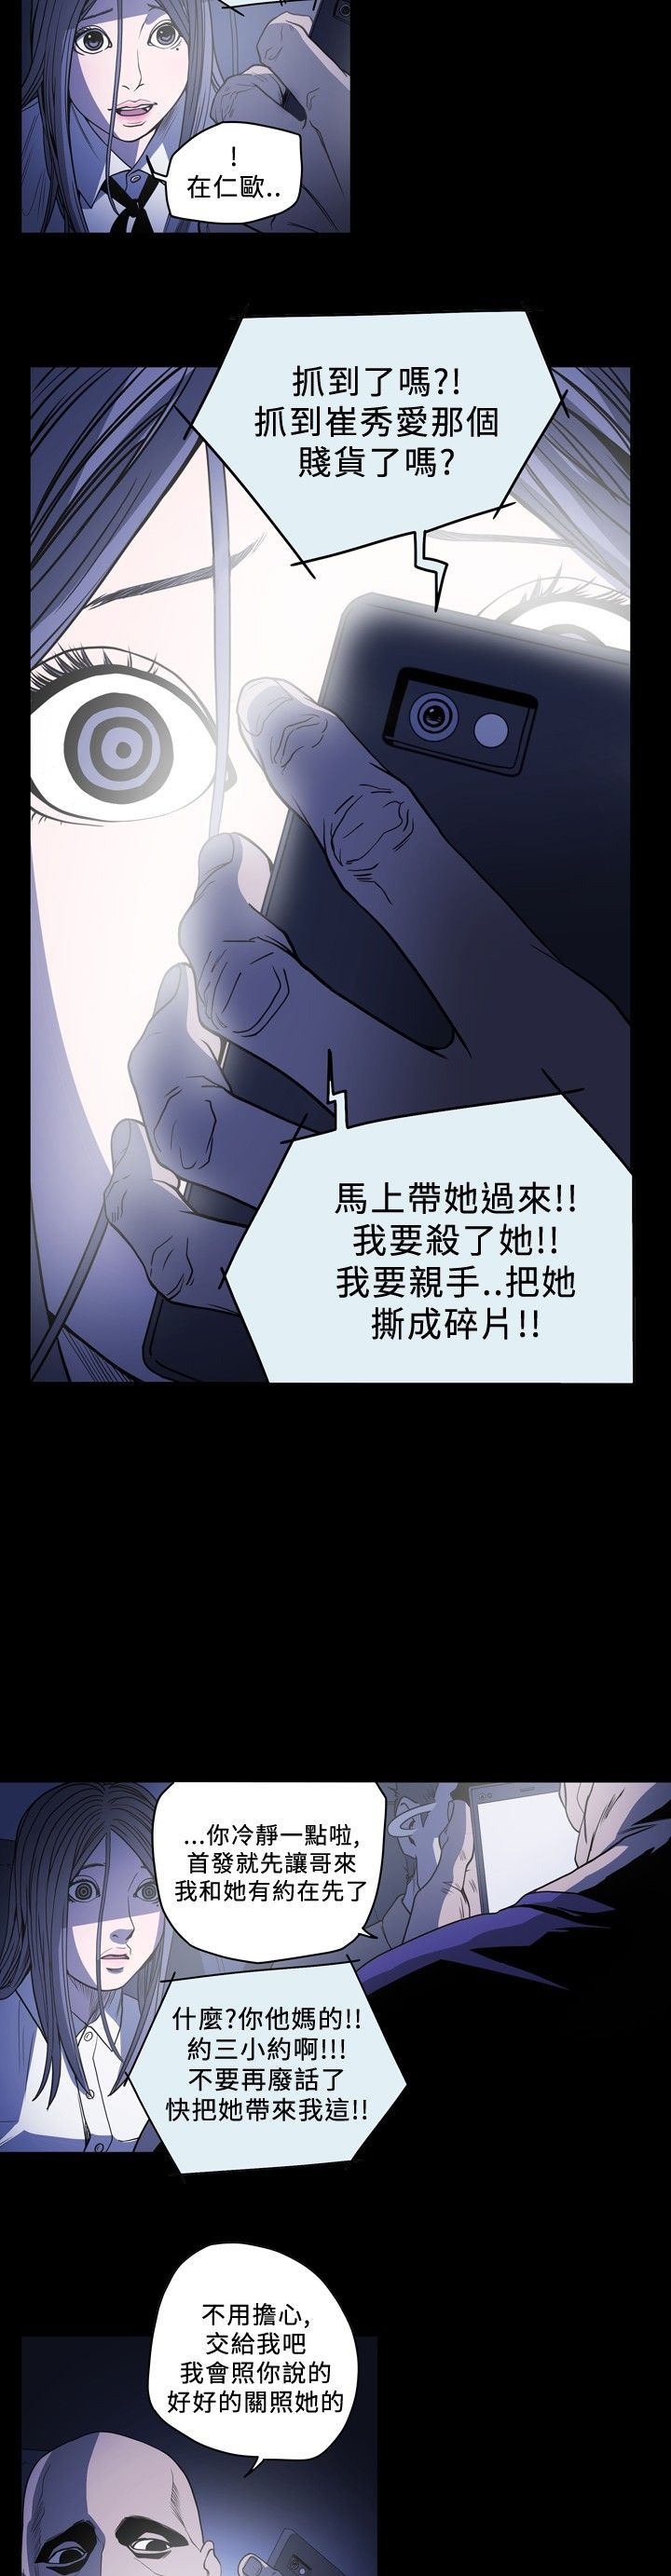 !
在仁歐..
抓到了嗎?!
抓到崔秀愛那個
賤貨了嗎?
馬上帶她過來!!
我要殺了她!!
我要親手..把她
撕成碎片!!
...你冷靜一點啦,
首發就先讓哥來
我和她有約在先了
什麼?你他媽的!!
約三小約啊!!!
不要再廢話了
快把她帶來我這!!
不用擔心,
交給我吧
我會照你說的
好好的關照她的